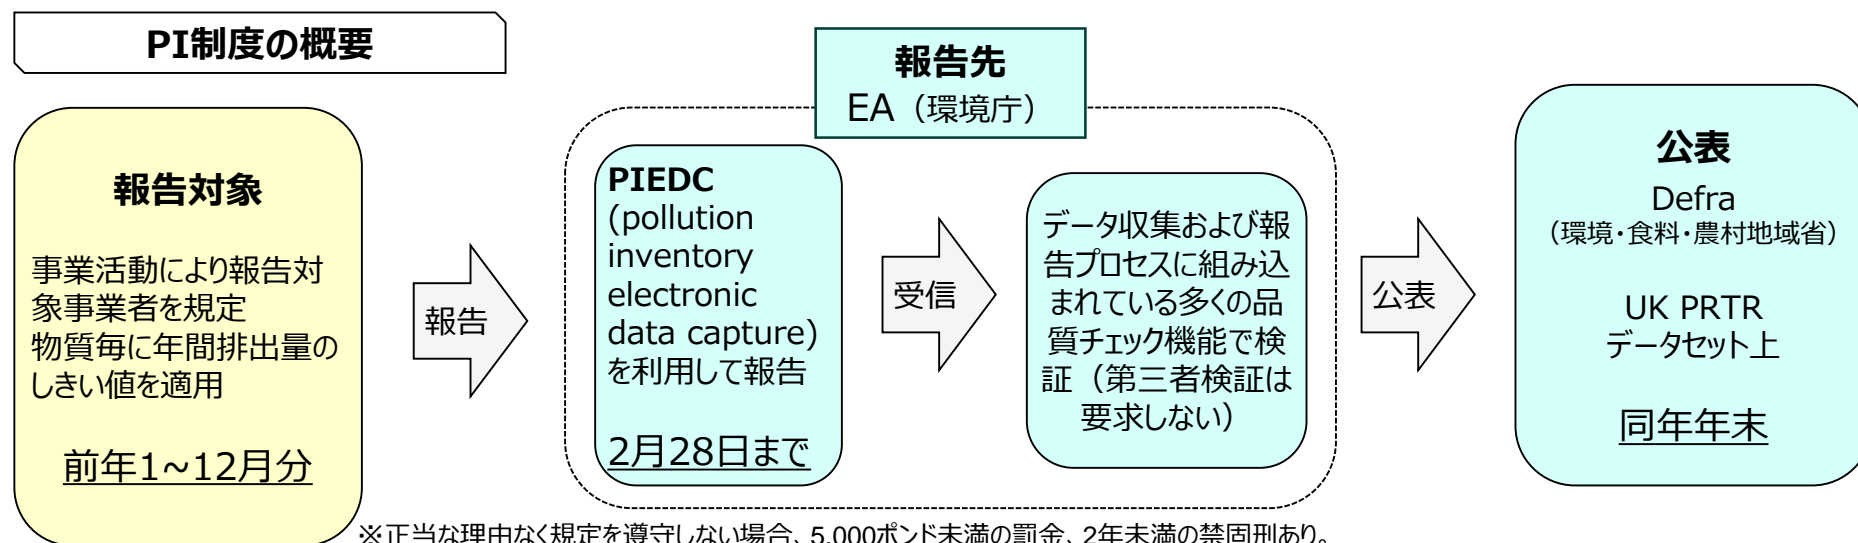 PI制度の概要
報告対象
事業活動により報告対
象事業者を規定
物質毎に年間排出量の
しきい値を適用
前年1~12月分
報告
報告先
EA（環境庁）
PIEDC
(pollution
inventory
electronic
data capture)
を利用して報告
2月28日まで
受信
データ収集および報
告プロセスに組み込
まれている多くの品
質チェック機能で検
証（第三者検証は
要求しない）
公表
公表
Defra
（環境・食料・農村地域省）
UK PRTR
データセット上
同年年末
※正当な理由なく規定を遵守しない場合、5,000ポンド未満の罰金、2年未満の禁固刑あり。